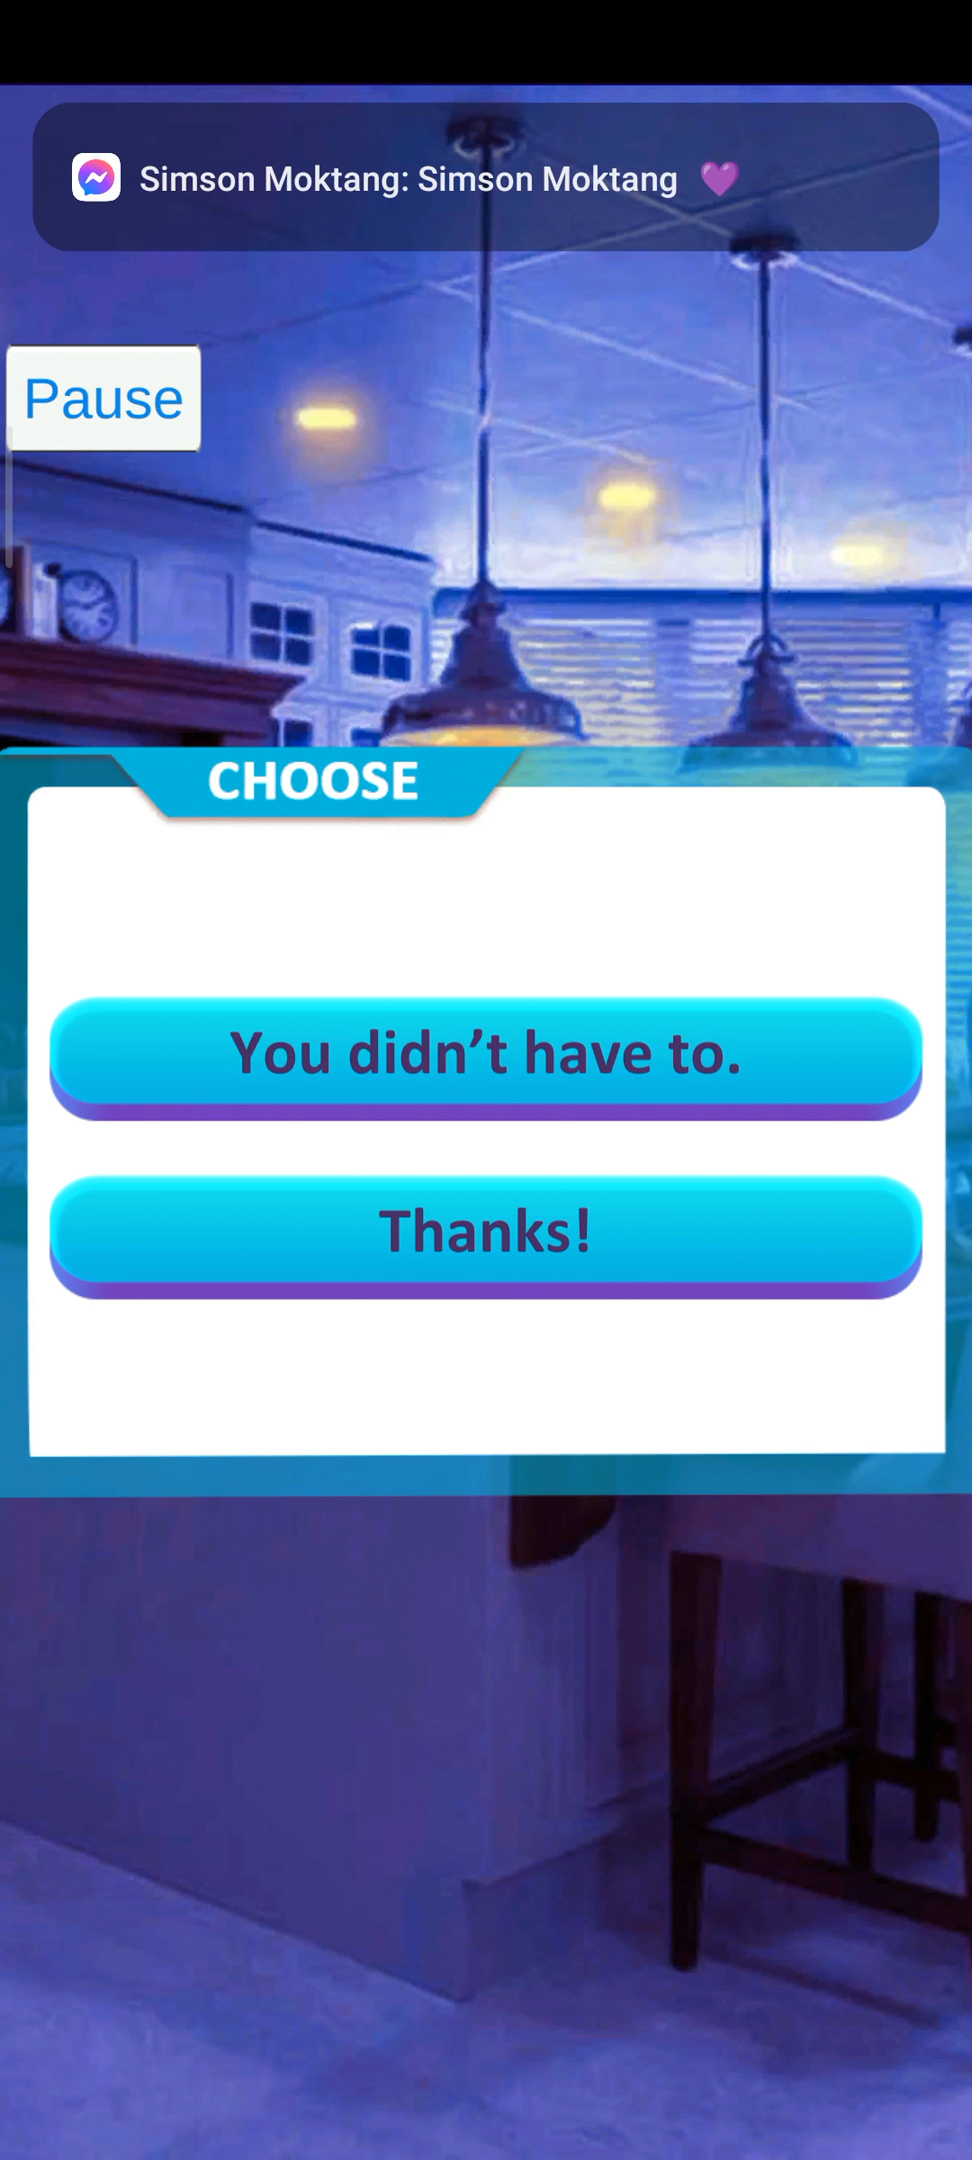 Simson Moktang: Simson Moktang 💜
Pause
CHOOSE
You didn’t have to.
Thanks!